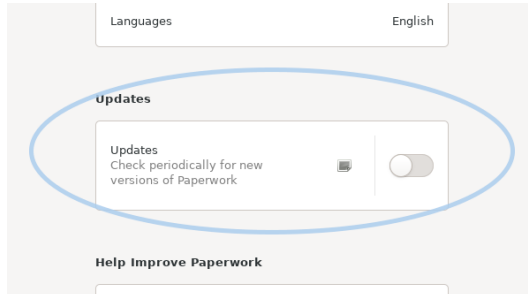 Languages English
Updates
Updates
Check periodically for new
versions of Paperwork
Help Improve Paperwork